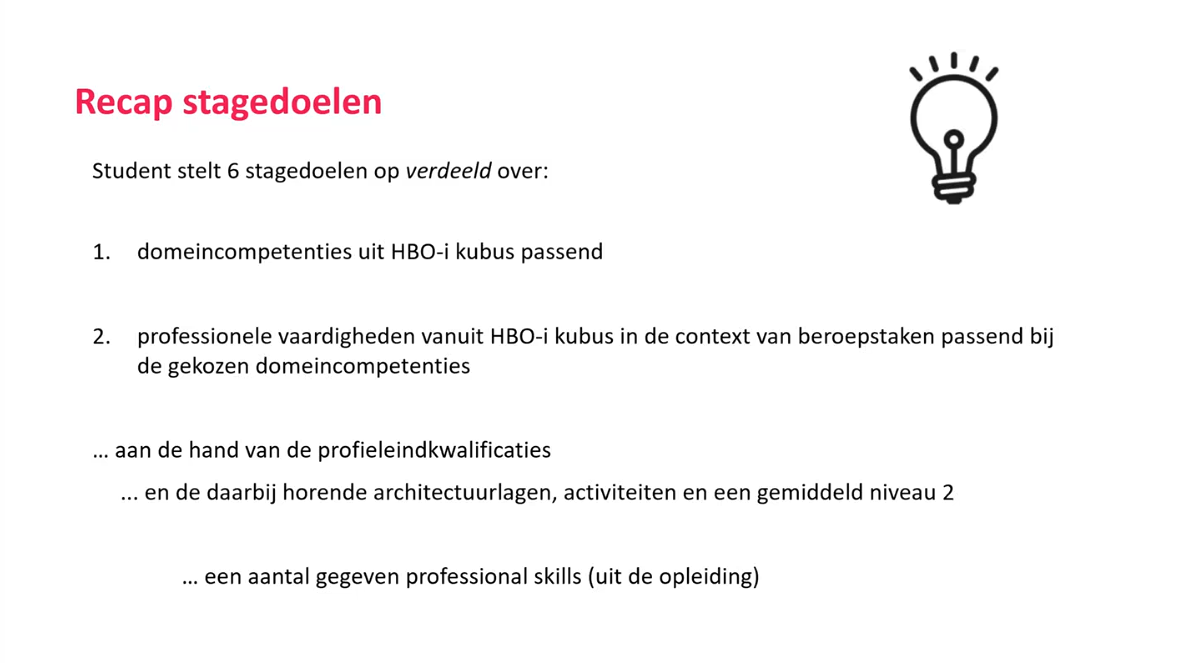 Recap stagedoelen
Student stelt 6 stagedoelen op verdeeld over:
1. domeincompetenties uit HBO-i kubus passend
2. professionele vaardigheden vanuit HBO-i kubus in de context van beroepstaken passend bij
de gekozen domeincompetenties
... aan de hand van de profieleindkwalificaties
... en de daarbij horende architectuurlagen, activiteiten en een gemiddeld niveau 2
... een aantal gegeven professional skills (uit de opleiding)